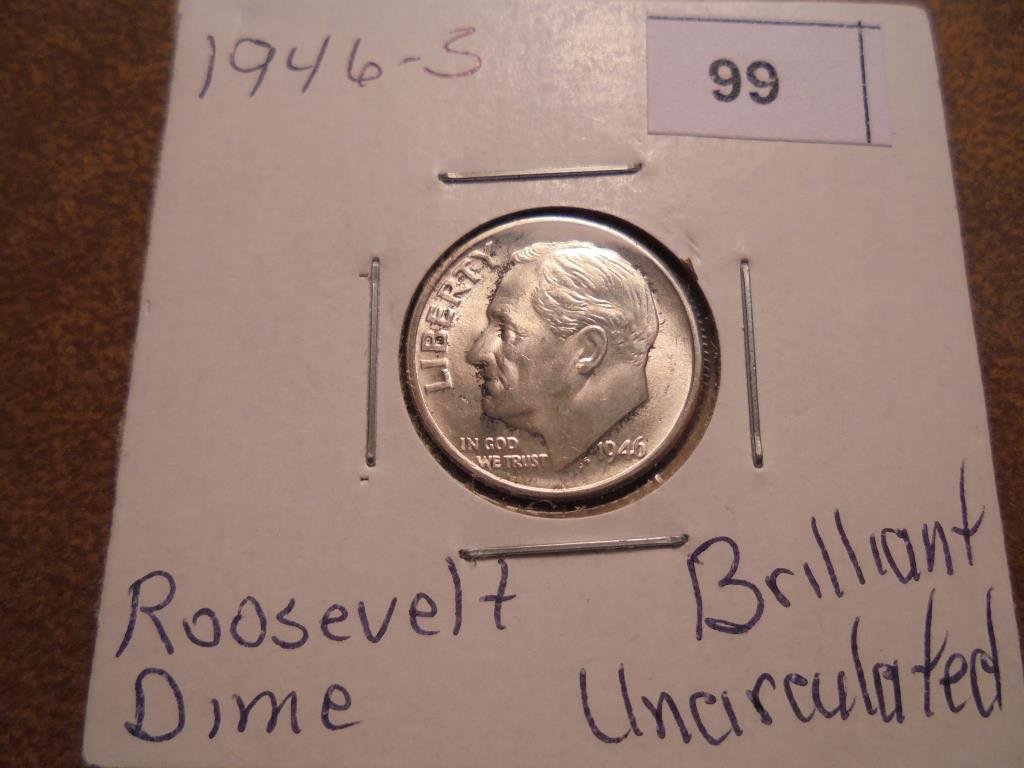 1946-S
99
LIBERTY
IN GOD
WE TRUST
1946
Roosevelt
Dime
Brilliant
Uncirculated